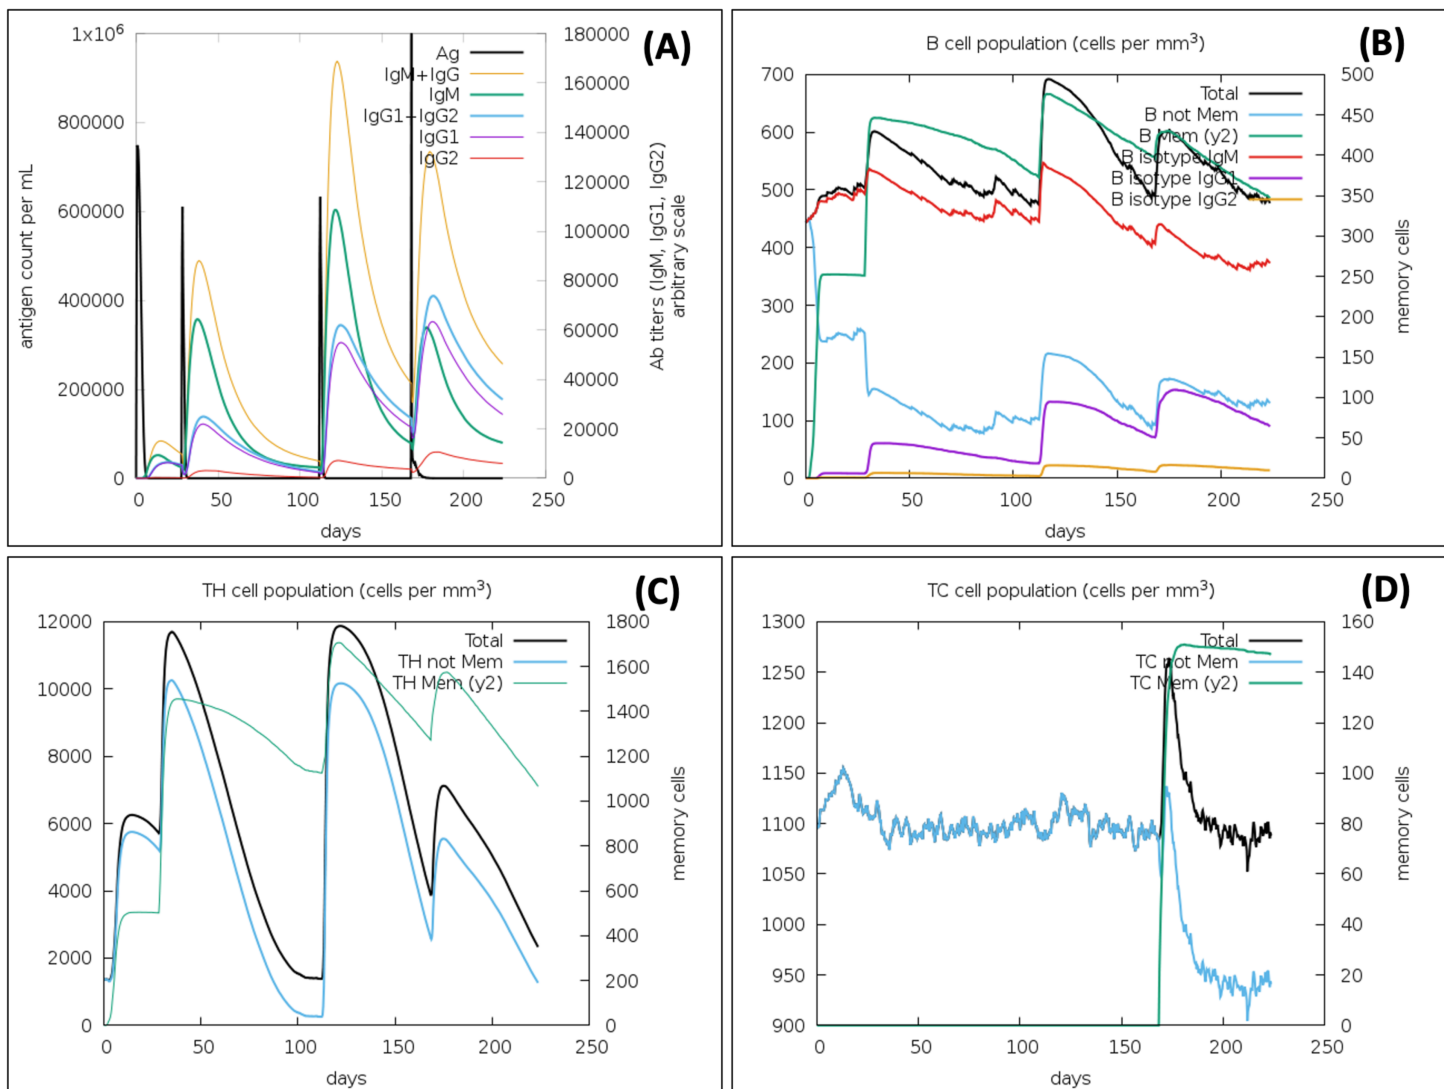 (A)
1x10⁶
800000
600000
400000
200000
0
antigen count per mL
0 50 100 150 200 250
days
180000
160000
140000
120000
100000
80000
60000
40000
20000
0
Ab titers (IgM, IgG1, IgG2)
arbitrary scale
Ag
IgM+IgG
IgM
IgG1+IgG2
IgG1
IgG2
(B)
B cell population (cells per mm³)
700
600
500
400
300
200
100
0
0 50 100 150 200 250
days
500
450
400
350
300
250
200
150
100
50
0
memory cells
Total
B not Mem
B Mem (y2)
B isotype IgM
B isotype IgG1
B isotype IgG2
(C)
TH cell population (cells per mm³)
12000
10000
8000
6000
4000
2000
0
0 50 100 150 200 250
days
1800
1600
1400
1200
1000
800
600
400
200
0
memory cells
Total
TH not Mem
TH Mem (y2)
(D)
TC cell population (cells per mm³)
1300
1250
1200
1150
1100
1050
1000
950
900
0 50 100 150 200 250
days
160
140
120
100
80
60
40
20
0
memory cells
Total
TC not Mem
TC Mem (y2)